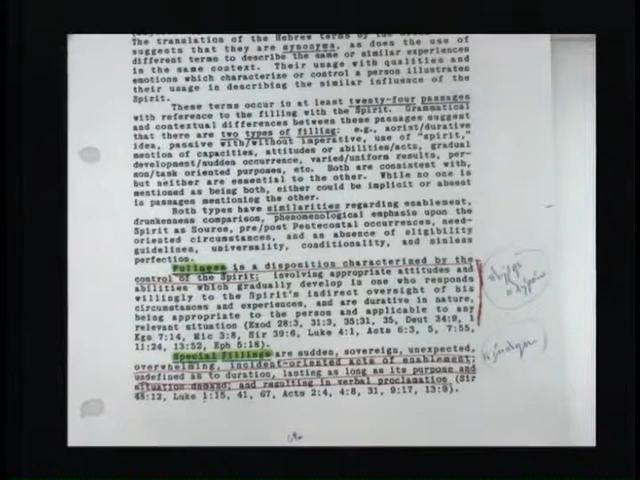 The translation of the Hebrew terms by the
suggests that they are synonyms, as does the use of
different terms to describe the same or similar experiences
in the same context. Their usage with qualities and
emotions which characterize or control a person illustrates
their usage in describing the similar influence of the
Spirit.
These terms occur in at least twenty-four passages
with reference to the filling with the Spirit. Grammatical
and contextual differences between these passages suggest
that there are two types of filling: e.g., aorist/durative
idea, passive with/without imperative, use of "spirit,"
mention of capacities, attitudes or abilities/acts, gradual
development/sudden occurrence, varied/uniform results, per-
son/task oriented purposes, etc. Both are consistent with,
but neither are essential to the other. While no one is
mentioned as being both, either could be implicit or absent
in passages mentioning the other.
Both types have similarities regarding enablement,
drunkenness comparison, phenomenological emphasis upon the
Spirit as Source, pre/post Pentecostal occurrences, need-
oriented circumstances, and an absence of eligibility
guidelines, universality, conditionality, and sinless
perfection.
Fullness is a disposition characterized by the
control of the Spirit: involving appropriate attitudes and
abilities which gradually develop in one who responds
willingly to the Spirit's indirect oversight of his
circumstances and experiences, and are durative in nature,
being appropriate to the person and applicable to any
relevant situation (Exod 28:3, 31:3, 35:31, 35, Deut 34:9, 1
Kgs 7:14, Mic 3:8, Sir 39:6, Luke 4:1, Acts 6:3, 5, 7:55,
11:24, 13:52, Eph 5:18).
Special fillings are sudden, sovereign, unexpected,
overwhelming, incident-oriented acts of enablement;
undefined as to duration, lasting as long as its purpose and
situation demand; and resulting in verbal proclamation (Sir
48:12, Luke 1:15, 41, 67, Acts 2:4, 4:8, 31, 9:17, 13:9).